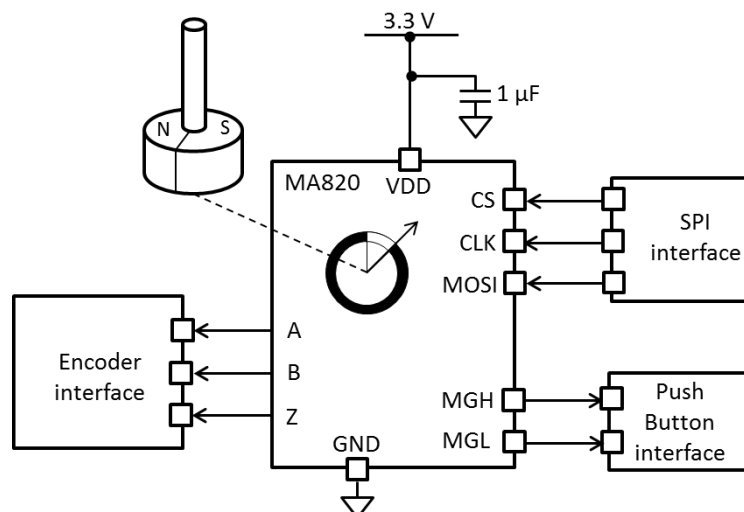 3.3 V
1 µF
N
S
MA820
VDD
CS
CLK
MOSI
SPI
interface
A
B
Z
Encoder
interface
MGH
MGL
Push
Button
interface
GND